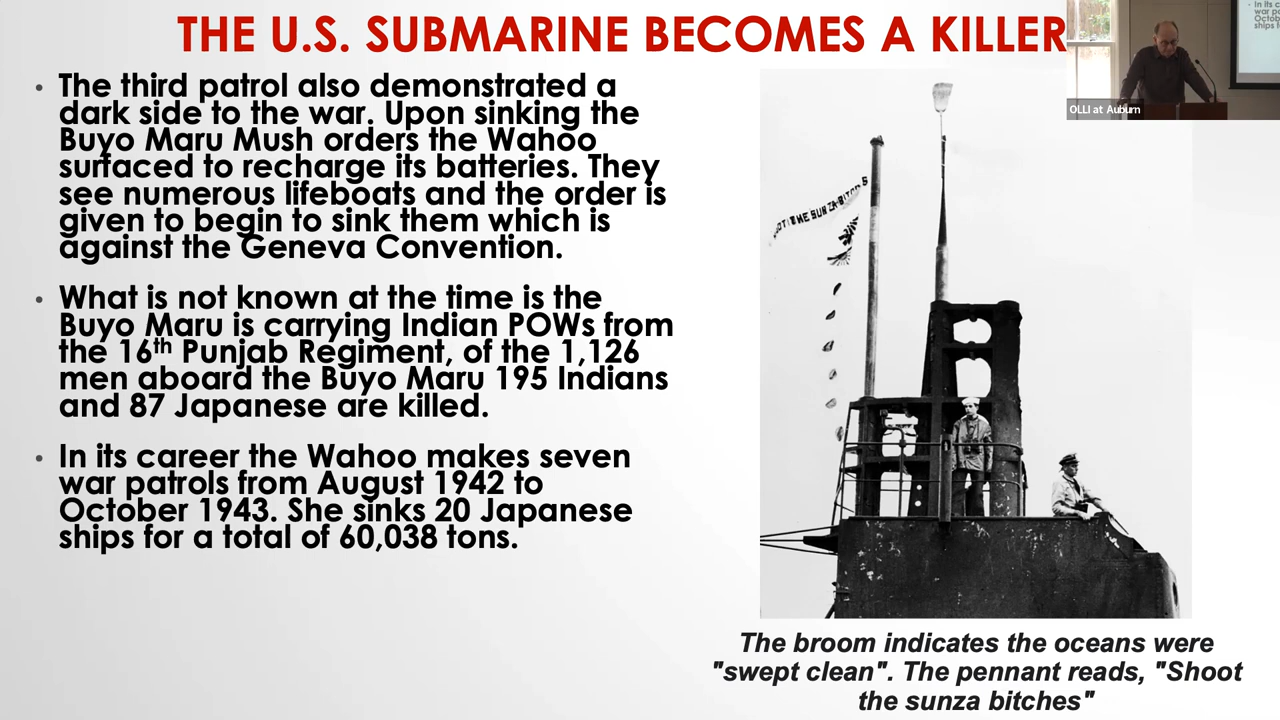 THE U.S. SUBMARINE BECOMES A KILLER
• The third patrol also demonstrated a
dark side to the war. Upon sinking the
Buyo Maru Mush orders the Wahoo
surfaced to recharge its batteries. They
see numerous lifeboats and the order is
given to begin to sink them which is
against the Geneva Convention.
• What is not known at the time is the
Buyo Maru is carrying Indian POWs from
the 16th Punjab Regiment, of the 1,126
men aboard the Buyo Maru 195 Indians
and 87 Japanese are killed.
• In its career the Wahoo makes seven
war patrols from August 1942 to
October 1943. She sinks 20 Japanese
ships for a total of 60,038 tons.
The broom indicates the oceans were
"swept clean". The pennant reads, "Shoot
the sunza bitches"
OLLI at Auburn
In its c
war pa
Octob
ships f